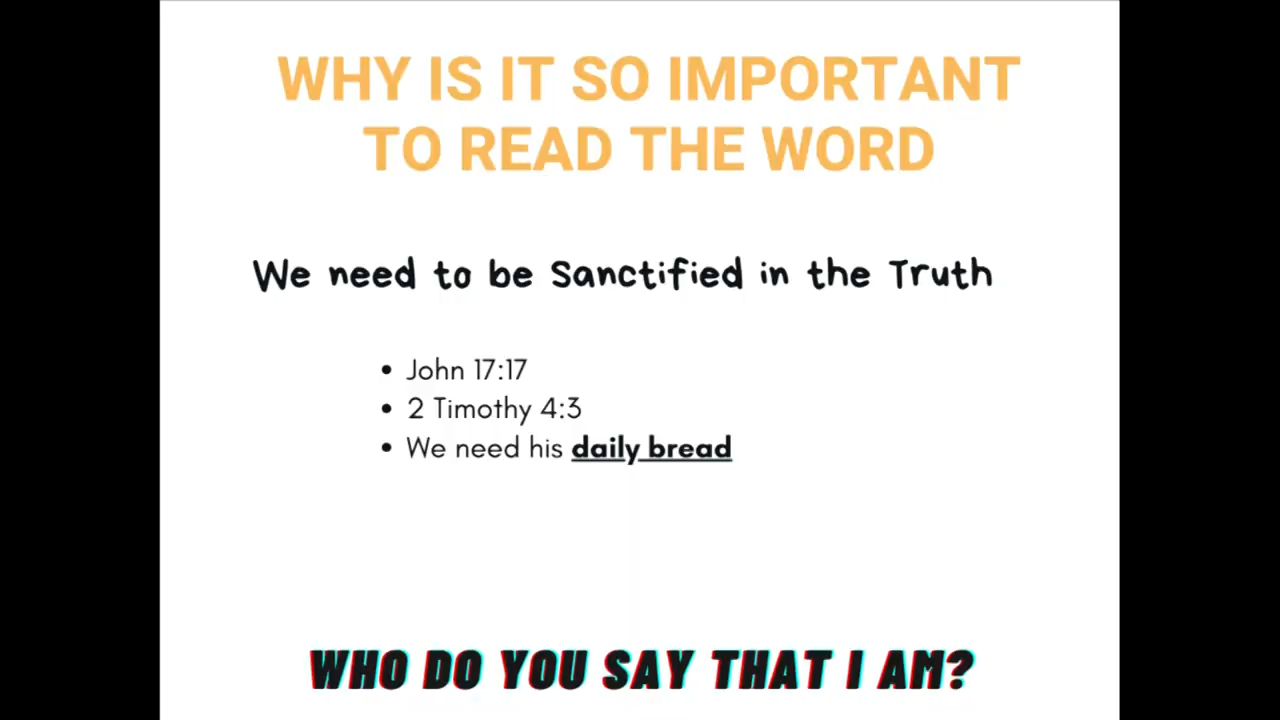 WHY IS IT SO IMPORTANT
TO READ THE WORD
We need to be Sanctified in the Truth
• John 17:17
• 2 Timothy 4:3
• We need his daily bread
WHO DO YOU SAY THAT I AM?